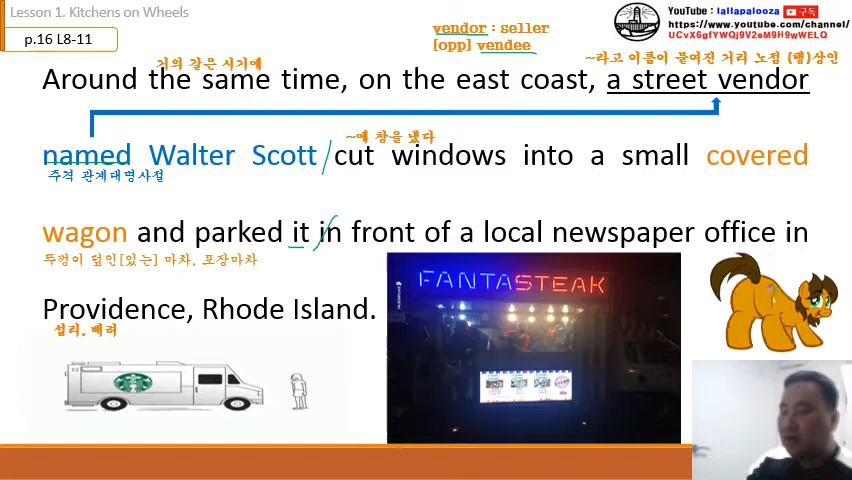 Lesson 1. Kitchens on Wheels
p.16 L8-11
vendor : seller
[opp] vendee
YouTube : lallapalooza 구독
https://www.youtube.com/channel/
UCvX6gfYWQj9V2eM9H9wWELQ
거의 같은 시기에
~라고 이름이 붙여진 거리 노점 (행)상인
Around the same time, on the east coast, a street vendor
~에 창을 냈다
named Walter Scott / cut windows into a small covered
주격 관계대명사절
wagon and parked it / in front of a local newspaper office in
뚜껑이 덮인[있는] 마차, 포장마차
Providence, Rhode Island.
섭리, 배려
FANTASTEAK